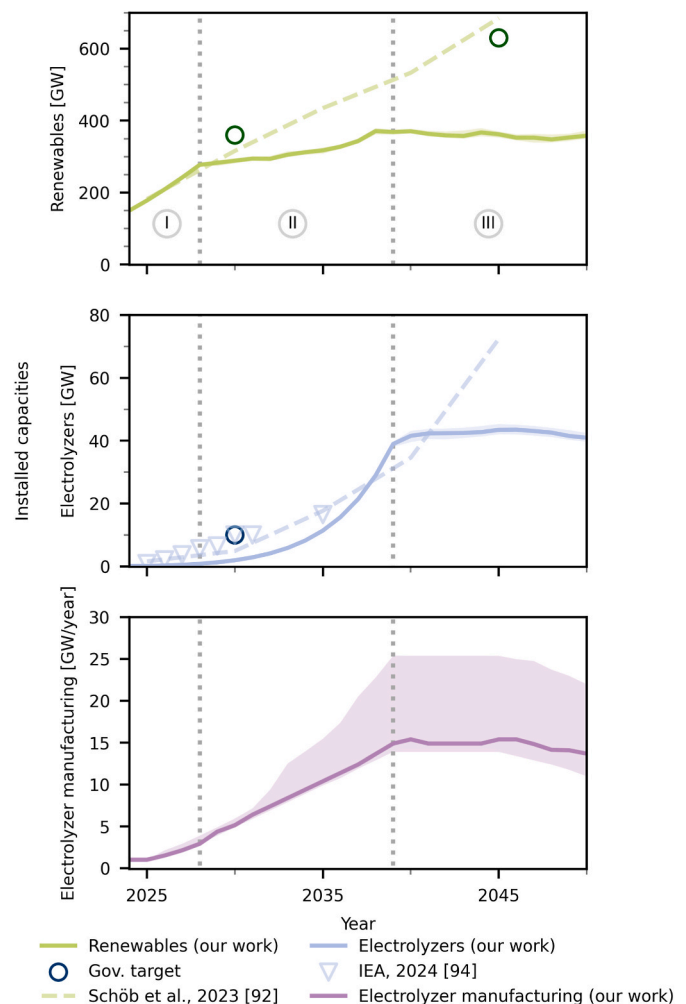 Installed capacities
Renewables [GW]
600
400
200
0
I
II
III
Electrolyzers [GW]
80
60
40
20
0
Electrolyzer manufacturing [GW/year]
30
25
20
15
10
5
0
2025
2035
2045
Year
Renewables (our work)
Electrolyzers (our work)
Gov. target
IEA, 2024 [94]
Schöb et al., 2023 [92]
Electrolyzer manufacturing (our work)